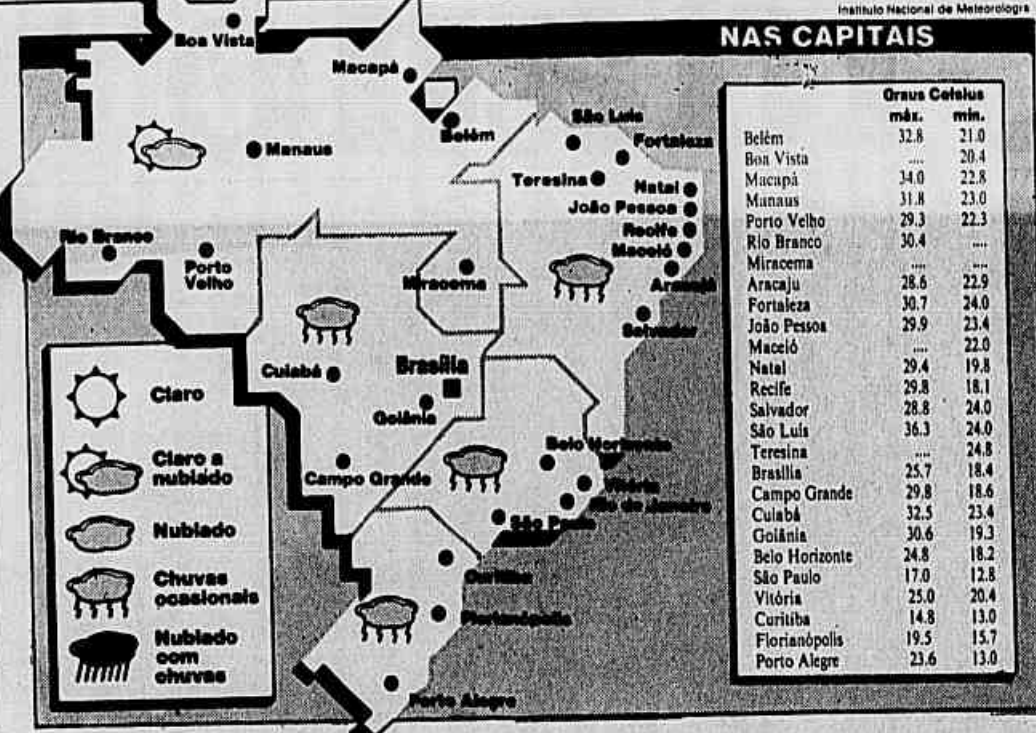 Instituto Nacional de Meteorologia
NAS CAPITAIS
Boa Vista
Macapá
Belém
Manaus
São Luis
Fortaleza
Teresina
Natal
João Pessoa
Recife
Maceió
Aracajú
Salvador
Rio Branco
Porto
Velho
Miracema
Cuiabá
Brasília
Goiânia
Campo Grande
Belo Horizonte
Vitória
Rio de Janeiro
São Paulo
Curitiba
Florianópolis
Porto Alegre
Claro
Claro a
nublado
Nublado
Chuvas
ocasionais
Nublado
com
chuvas
Graus Celsius
máx. min.
Belém 32.8 21.0
Boa Vista .... 20.4
Macapá 34.0 22.8
Manaus 31.8 23.0
Porto Velho 29.3 22.3
Rio Branco 30.4 ....
Miracema .... ....
Aracaju 28.6 22.9
Fortaleza 30.7 24.0
João Pessoa 29.9 23.4
Maceió .... 22.0
Natal 29.4 19.8
Recife 29.8 18.1
Salvador 28.8 24.0
São Luis 36.3 24.0
Teresina .... 24.8
Brasília 25.7 18.4
Campo Grande 29.8 18.6
Cuiabá 32.5 23.4
Goiânia 30.6 19.3
Belo Horizonte 24.8 18.2
São Paulo 17.0 12.8
Vitória 25.0 20.4
Curitiba 14.8 13.0
Florianópolis 19.5 15.7
Porto Alegre 23.6 13.0